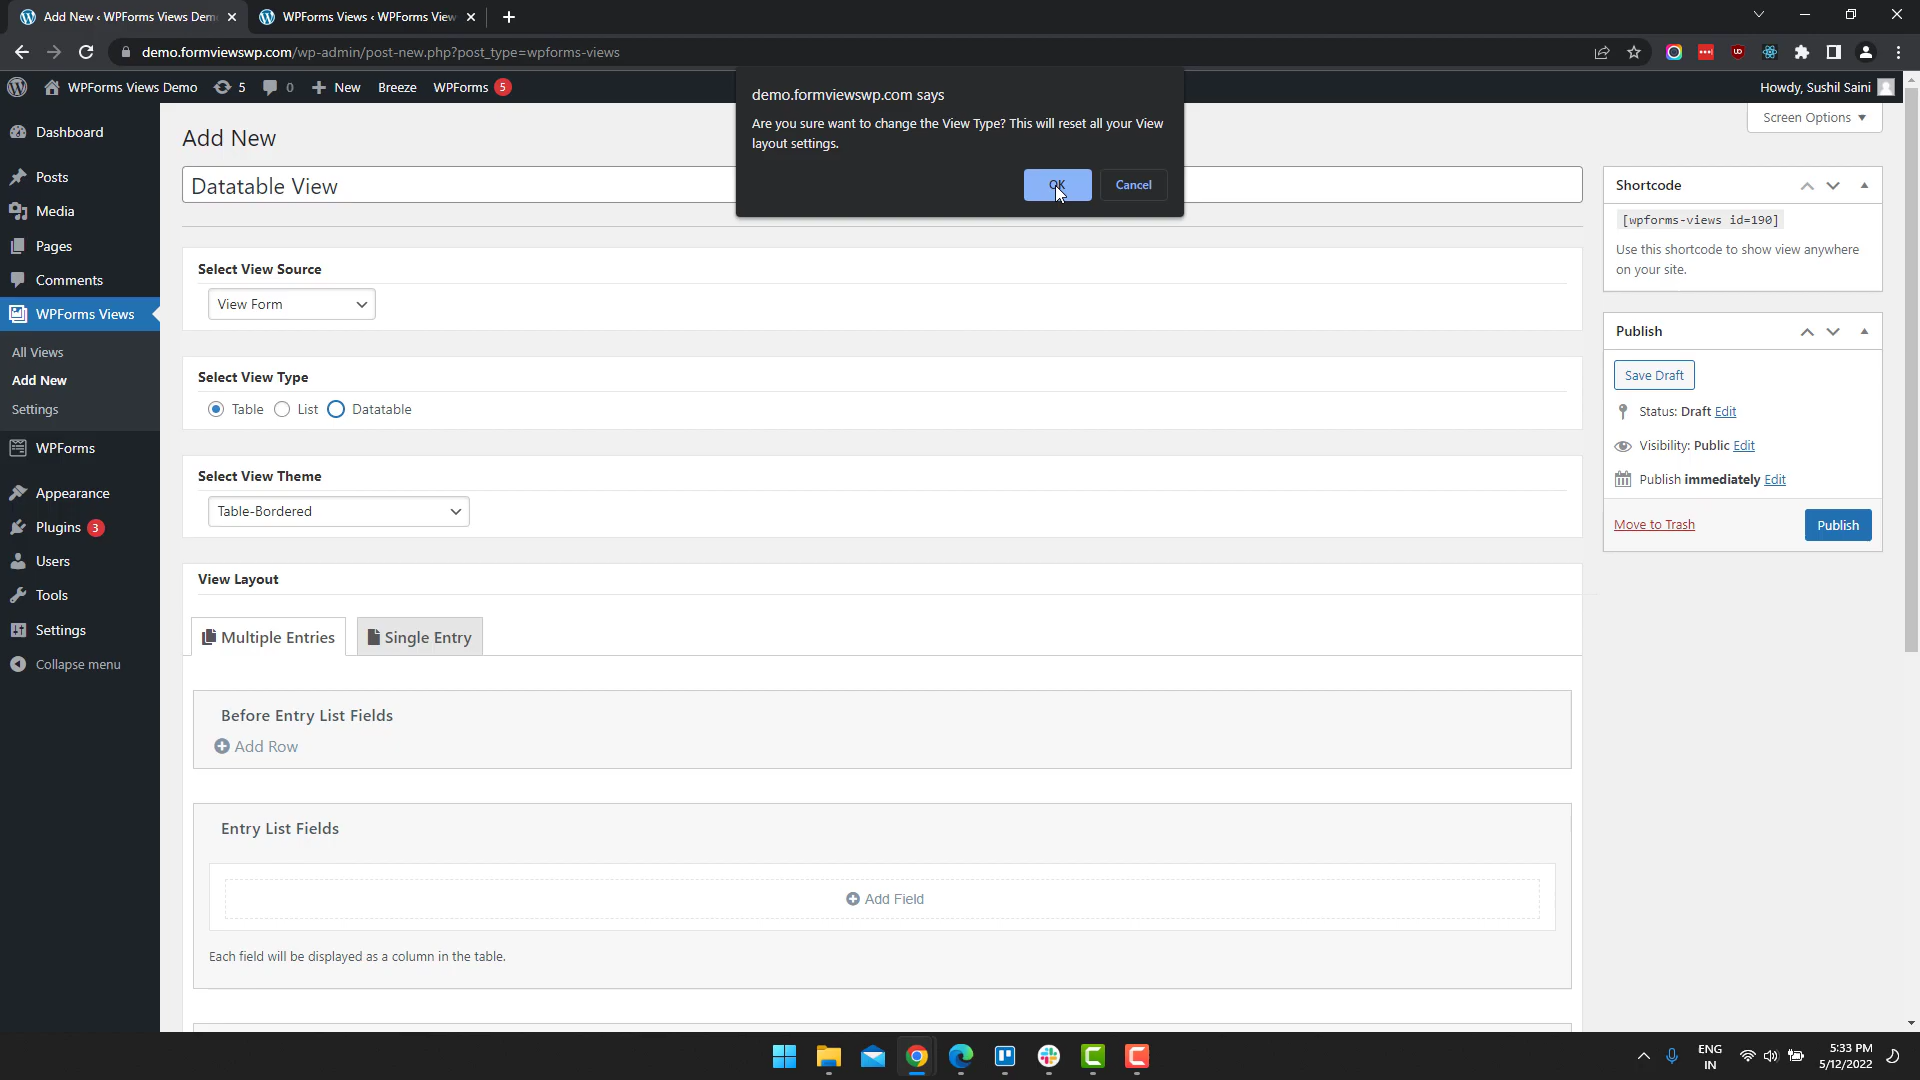 Add New ‹ WPForms Views Dem
WPForms Views ‹ WPForms View
demo.formviewswp.com/wp-admin/post-new.php?post_type=wpforms-views
WPForms Views Demo
5
0
New
Breeze
WPForms 5
Howdy, Sushil Saini
demo.formviewswp.com says
Are you sure want to change the View Type? This will reset all your View
layout settings.
OK
Cancel
Screen Options
Dashboard
Posts
Media
Pages
Comments
WPForms Views
All Views
Add New
Settings
WPForms
Appearance
Plugins 3
Users
Tools
Settings
Collapse menu
Add New
Datatable View
Select View Source
View Form
Select View Type
Table
List
Datatable
Select View Theme
Table-Bordered
View Layout
Multiple Entries
Single Entry
Before Entry List Fields
Add Row
Entry List Fields
Add Field
Each field will be displayed as a column in the table.
Shortcode
[wpforms-views id=190]
Use this shortcode to show view anywhere
on your site.
Publish
Save Draft
Status: Draft Edit
Visibility: Public Edit
Publish immediately Edit
Move to Trash
Publish
ENG
IN
5:33 PM
5/12/2022